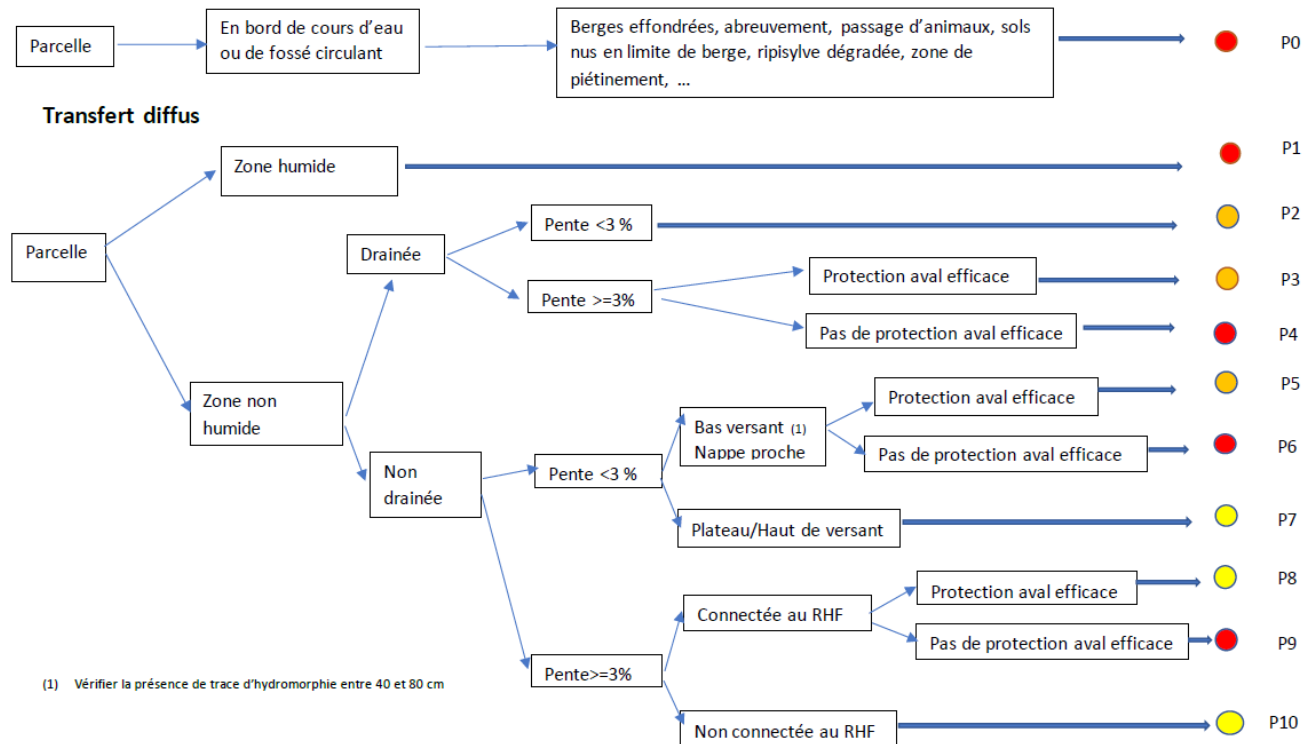 Parcelle
En bord de cours d'eau
ou de fossé circulant
Berges effondrées, abreuvement, passage d'animaux, sols
nus en limite de berge, ripisylve dégradée, zone de
piétinement, …
P0
Transfert diffus
Zone humide
P1
Parcelle
Drainée
Pente <3 %
P2
Pente >=3%
Protection aval efficace
P3
Pas de protection aval efficace
P4
Zone non
humide
Non
drainée
Pente <3 %
Bas versant (1)
Nappe proche
Protection aval efficace
P5
Pas de protection aval efficace
P6
Plateau/Haut de versant
P7
Pente>=3%
Connectée au RHF
Protection aval efficace
P8
Pas de protection aval efficace
P9
Non connectée au RHF
P10
(1) Vérifier la présence de trace d'hydromorphie entre 40 et 80 cm